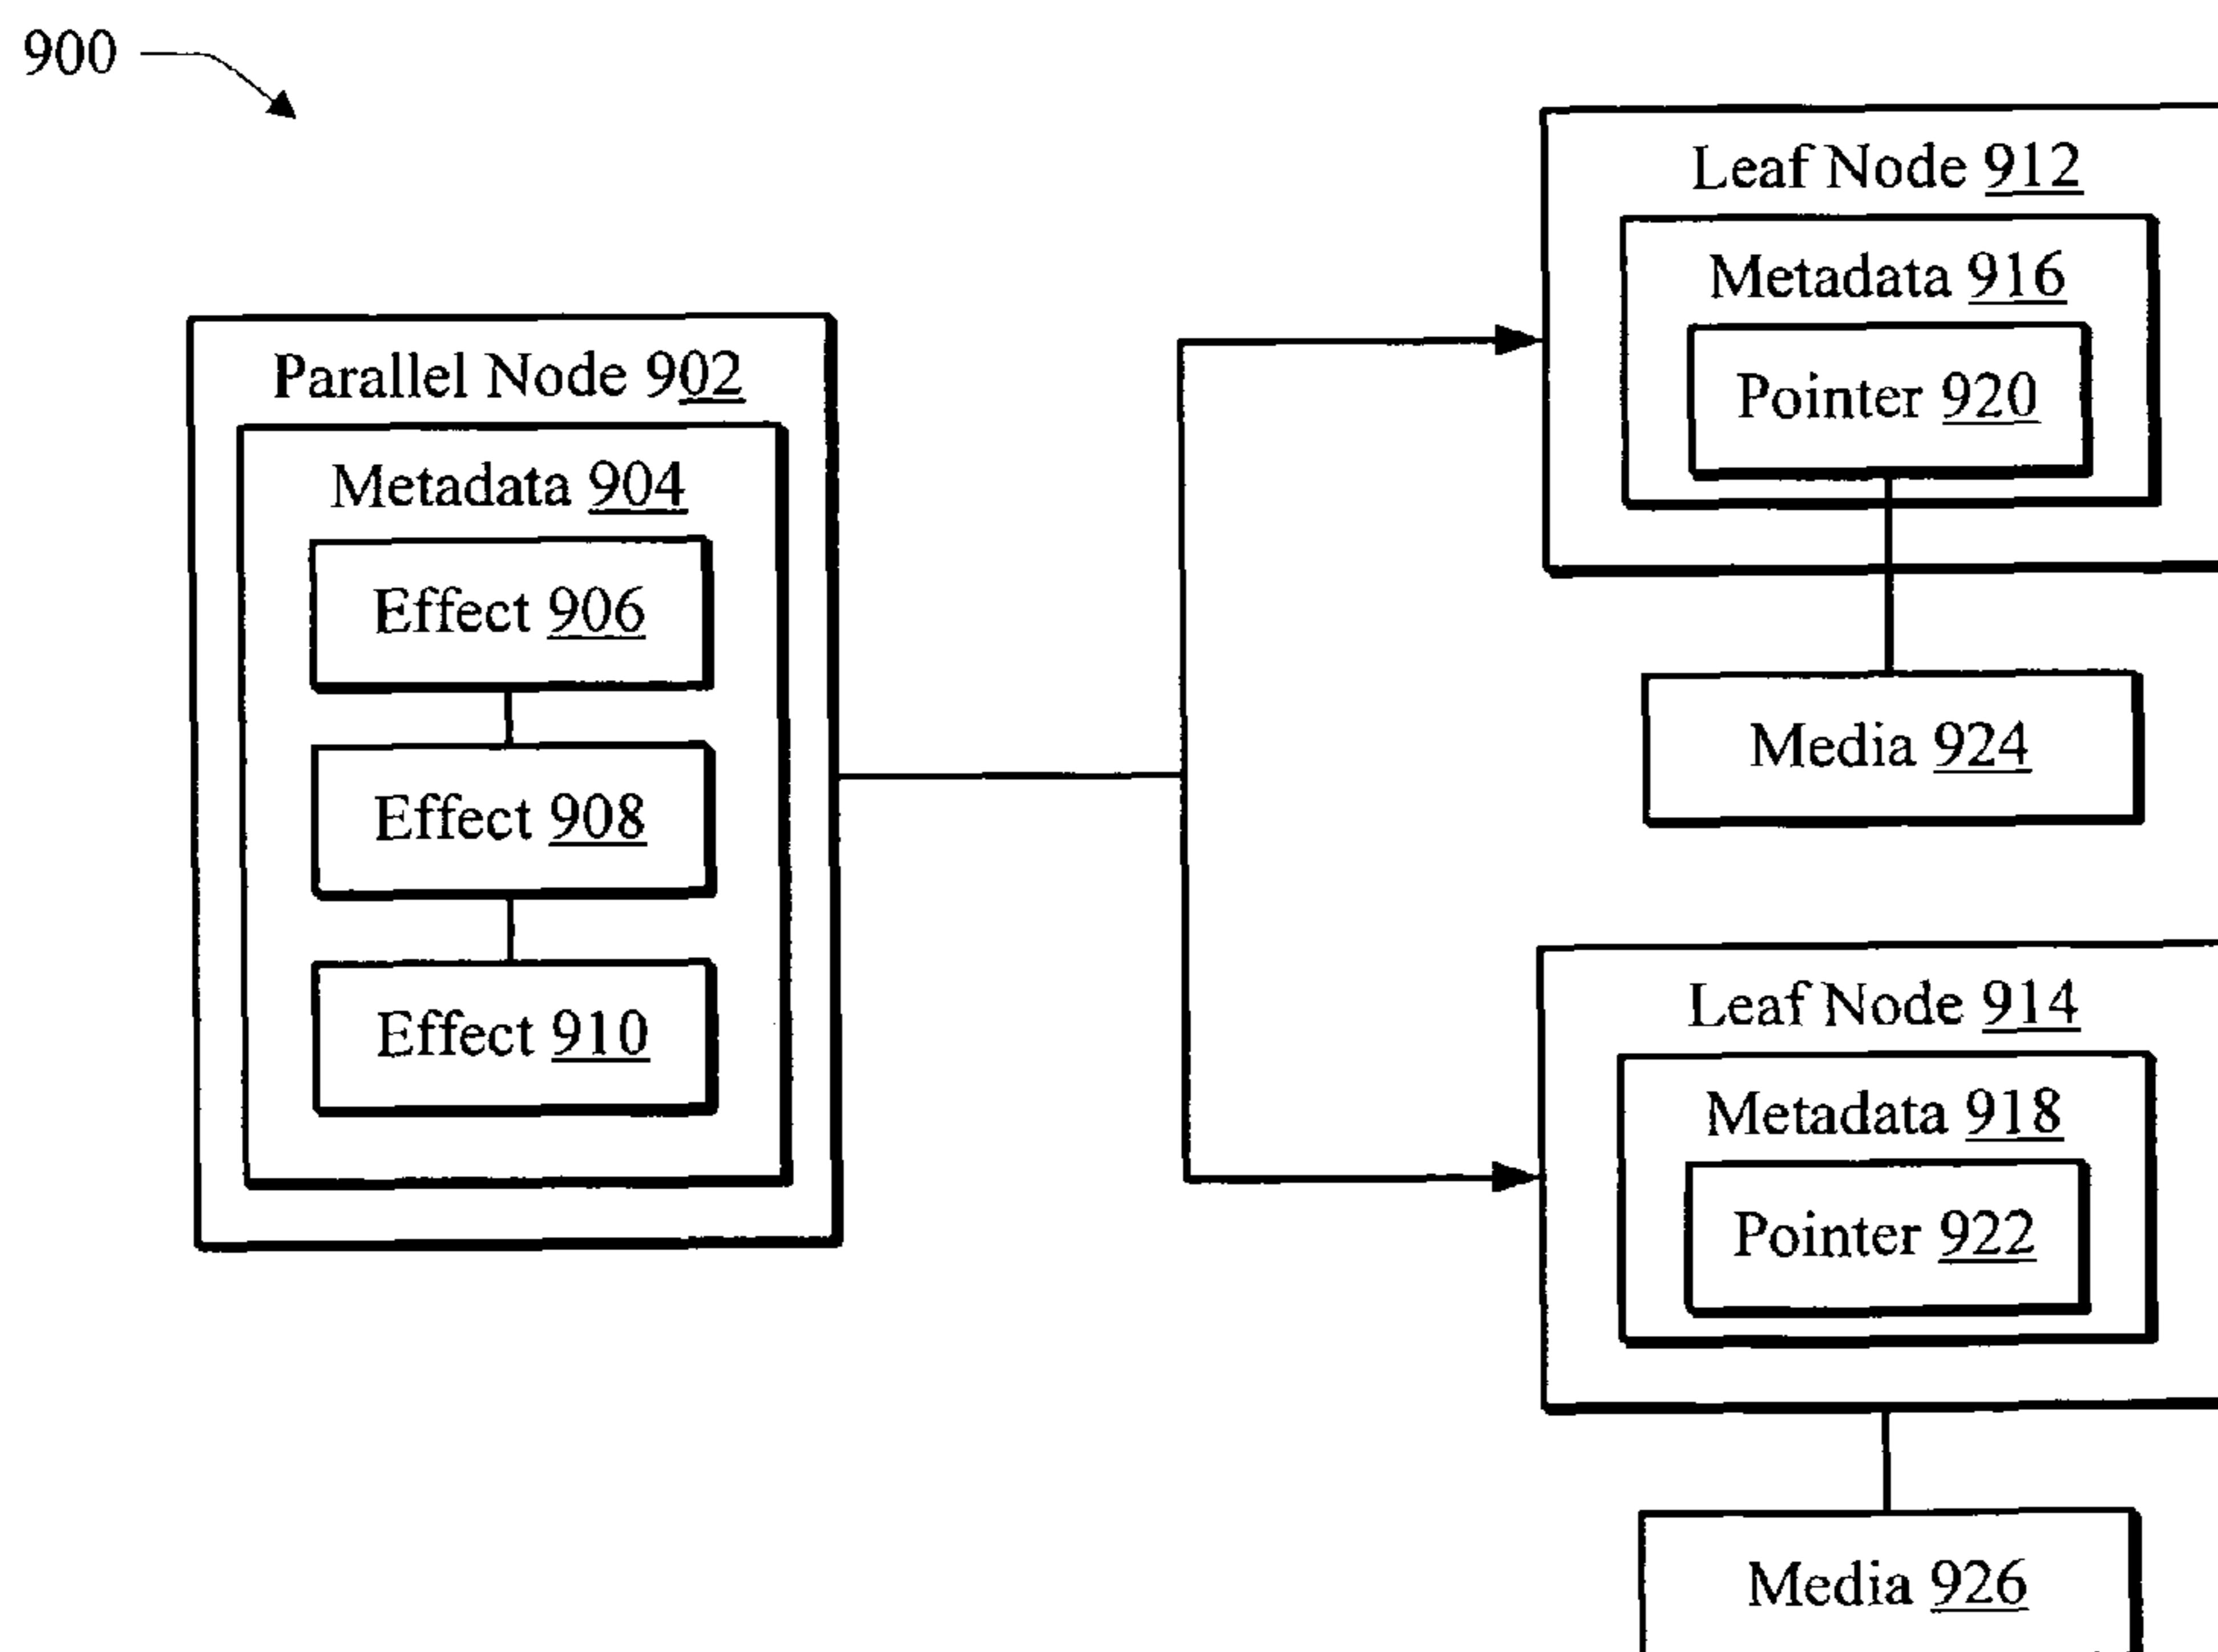 900
Parallel Node 902
Metadata 904
Effect 906
Effect 908
Effect 910
Leaf Node 912
Metadata 916
Pointer 920
Media 924
Leaf Node 914
Metadata 918
Pointer 922
Media 926